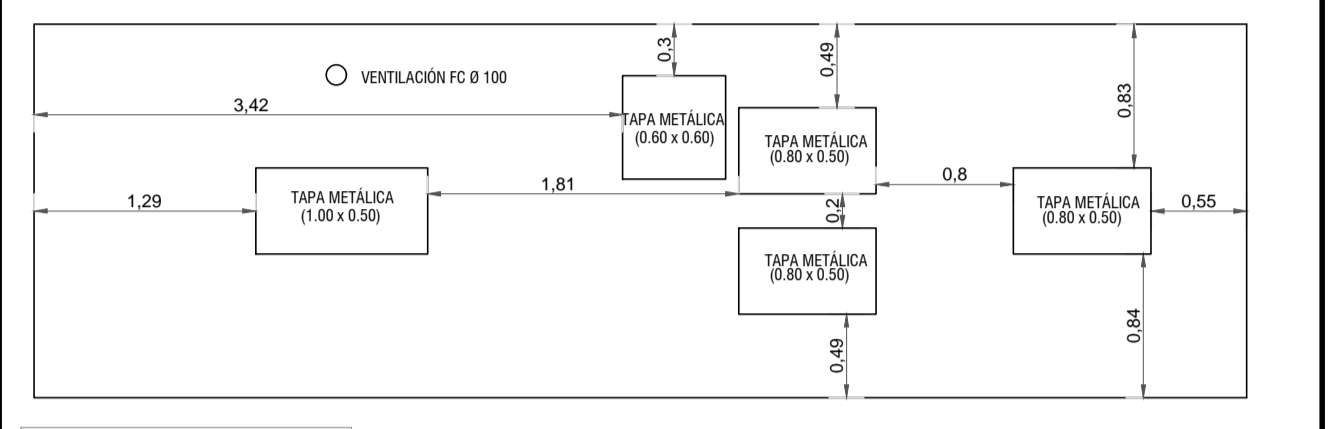 0,3
0,49
0,83
VENTILACIÓN FC Ø 100
3,42
TAPA METÁLICA
(0.60 x 0.60)
TAPA METÁLICA
(0.80 x 0.50)
0,8
1,81
TAPA METÁLICA
(1.00 x 0.50)
1,29
TAPA METÁLICA
(0.80 x 0.50)
0,55
0,2
TAPA METÁLICA
(0.80 x 0.50)
0,49
0,84